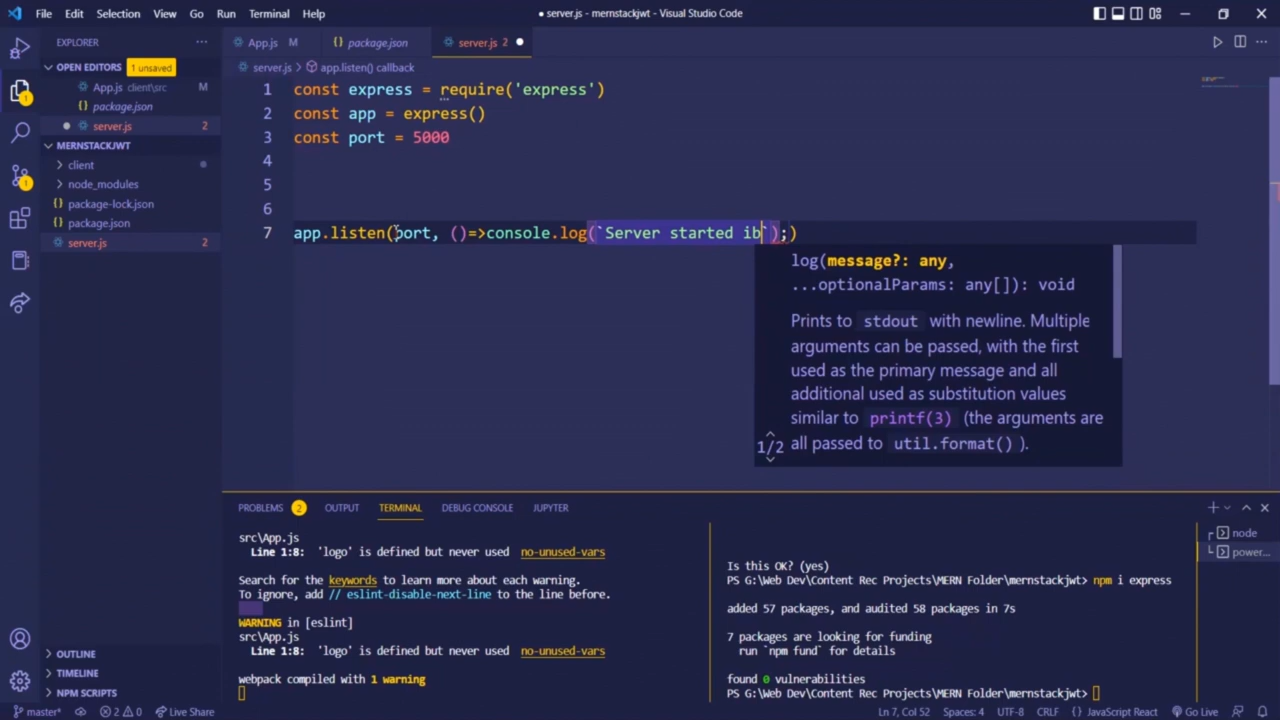 File Edit Selection View Go Run Terminal Help
● server.js - mernstackjwt - Visual Studio Code
EXPLORER
OPEN EDITORS 1 unsaved
App.js client\src M
package.json
server.js 2
MERNSTACKJWT
client
node_modules
package-lock.json
package.json
server.js 2
OUTLINE
TIMELINE
NPM SCRIPTS
App.js M
package.json
server.js 2
server.js > app.listen() callback
1 const express = require('express')
2 const app = express()
3 const port = 5000
4
5
6
7 app.listen(port, ()=>console.log(`Server started ib`);)
log(message?: any,
...optionalParams: any[]): void
Prints to stdout with newline. Multiple
arguments can be passed, with the first
used as the primary message and all
additional used as substitution values
similar to printf(3) (the arguments are
1/2 all passed to util.format() ).
PROBLEMS 2 OUTPUT TERMINAL DEBUG CONSOLE JUPYTER
src\App.js
Line 1:8: 'logo' is defined but never used no-unused-vars
Search for the keywords to learn more about each warning.
To ignore, add // eslint-disable-next-line to the line before.
WARNING in [eslint]
src\App.js
Line 1:8: 'logo' is defined but never used no-unused-vars
webpack compiled with 1 warning
Is this OK? (yes)
PS G:\Web Dev\Content Rec Projects\MERN Folder\mernstackjwt> npm i express
added 57 packages, and audited 58 packages in 7s
7 packages are looking for funding
run `npm fund` for details
found 0 vulnerabilities
PS G:\Web Dev\Content Rec Projects\MERN Folder\mernstackjwt>
node
power...
1
1
master* 2 0 Live Share
Ln 7, Col 52 Spaces: 4 UTF-8 CRLF {} JavaScript React Go Live